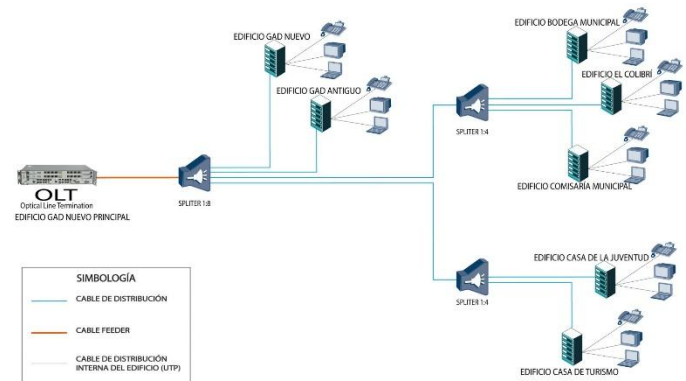 EDIFICIO GAD NUEVO
EDIFICIO GAD ANTIGUO
EDIFICIO BODEGA MUNICIPAL
EDIFICIO EL COLIBRÍ
SPLITER 1:4
EDIFICIO COMISARÍA MUNICIPAL
OLT
Optical Line Termination
EDIFICIO GAD NUEVO PRINCIPAL
SPLITER 1:8
EDIFICIO CASA DE LA JUVENTUD
SPLITER 1:4
EDIFICIO CASA DE TURISMO
SIMBOLOGÍA
CABLE DE DISTRIBUCIÓN
CABLE FEEDER
CABLE DE DISTRIBUCIÓN
INTERNA DEL EDIFICIO (UTP)